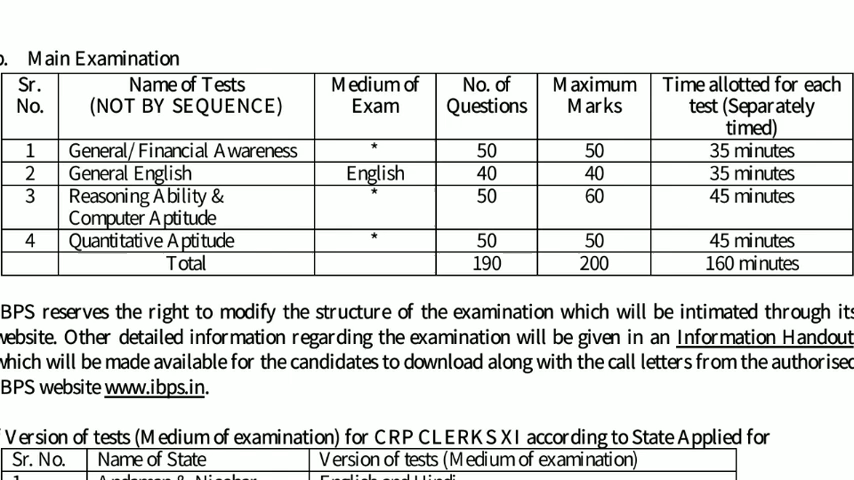 b. Main Examination
Sr. No. Name of Tests (NOT BY SEQUENCE) Medium of Exam No. of Questions Maximum Marks Time allotted for each test (Separately timed)
1 General/ Financial Awareness * 50 50 35 minutes
2 General English English 40 40 35 minutes
3 Reasoning Ability & Computer Aptitude * 50 60 45 minutes
4 Quantitative Aptitude * 50 50 45 minutes
Total 190 200 160 minutes
IBPS reserves the right to modify the structure of the examination which will be intimated through its
website. Other detailed information regarding the examination will be given in an Information Handout
which will be made available for the candidates to download along with the call letters from the authorised
IBPS website www.ibps.in.
Version of tests (Medium of examination) for CRP CLERKS XI according to State Applied for
Sr. No. Name of State Version of tests (Medium of examination)
1 Andaman & Nicobar English and Hindi